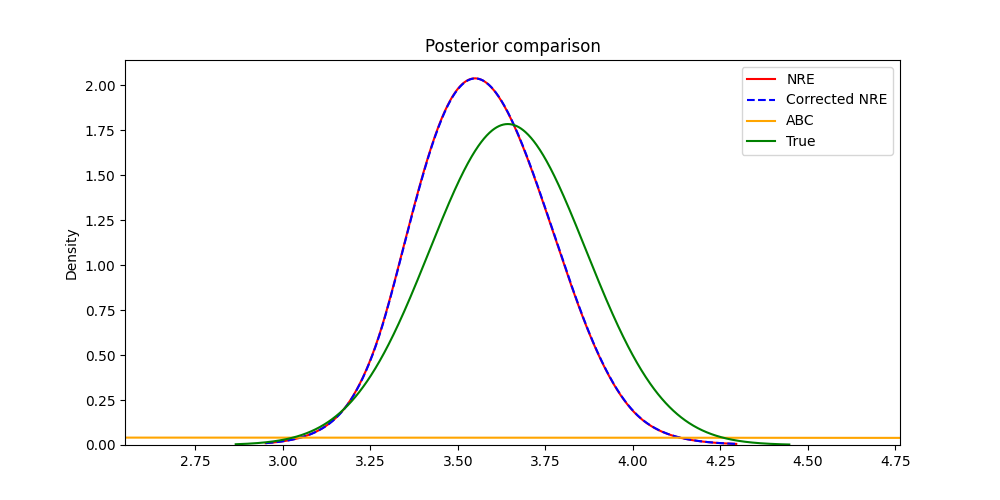 Posterior comparison
NRE
Corrected NRE
ABC
True
Density
2.00
1.75
1.50
1.25
1.00
0.75
0.50
0.25
0.00
2.75 3.00 3.25 3.50 3.75 4.00 4.25 4.50 4.75